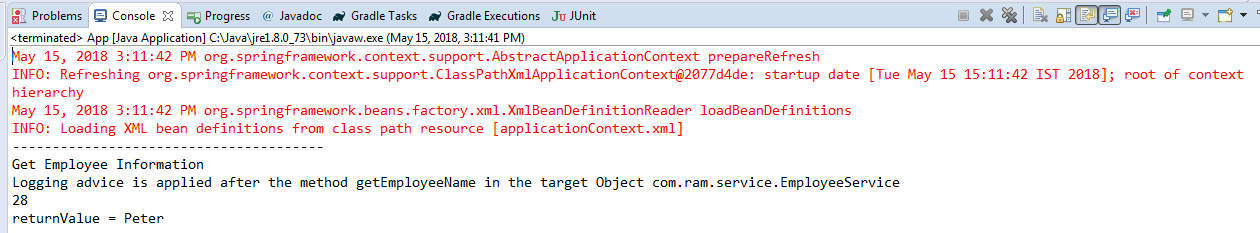 Problems Console Progress @ Javadoc Gradle Tasks Gradle Executions JU JUnit
<terminated> App [Java Application] C:\Java\jre1.8.0_73\bin\javaw.exe (May 15, 2018, 3:11:41 PM)
May 15, 2018 3:11:42 PM org.springframework.context.support.AbstractApplicationContext prepareRefresh
INFO: Refreshing org.springframework.context.support.ClassPathXmlApplicationContext@2077d4de: startup date [Tue May 15 15:11:42 IST 2018]; root of context
hierarchy
May 15, 2018 3:11:42 PM org.springframework.beans.factory.xml.XmlBeanDefinitionReader loadBeanDefinitions
INFO: Loading XML bean definitions from class path resource [applicationContext.xml]
---------------------------------------
Get Employee Information
Logging advice is applied after the method getEmployeeName in the target Object com.ram.service.EmployeeService
28
returnValue = Peter